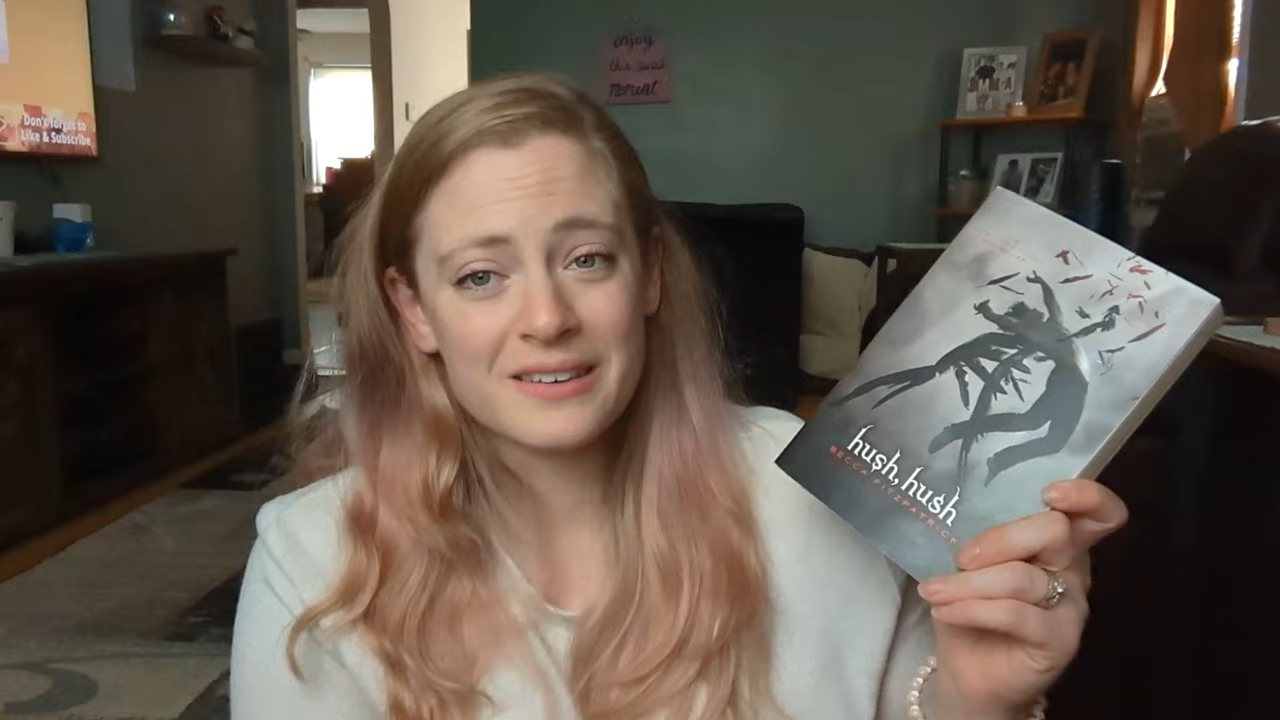 Don't forget to
Like & Subscribe
enjoy
this sweet
moment
hush, hush
BECCA FITZPATRICK